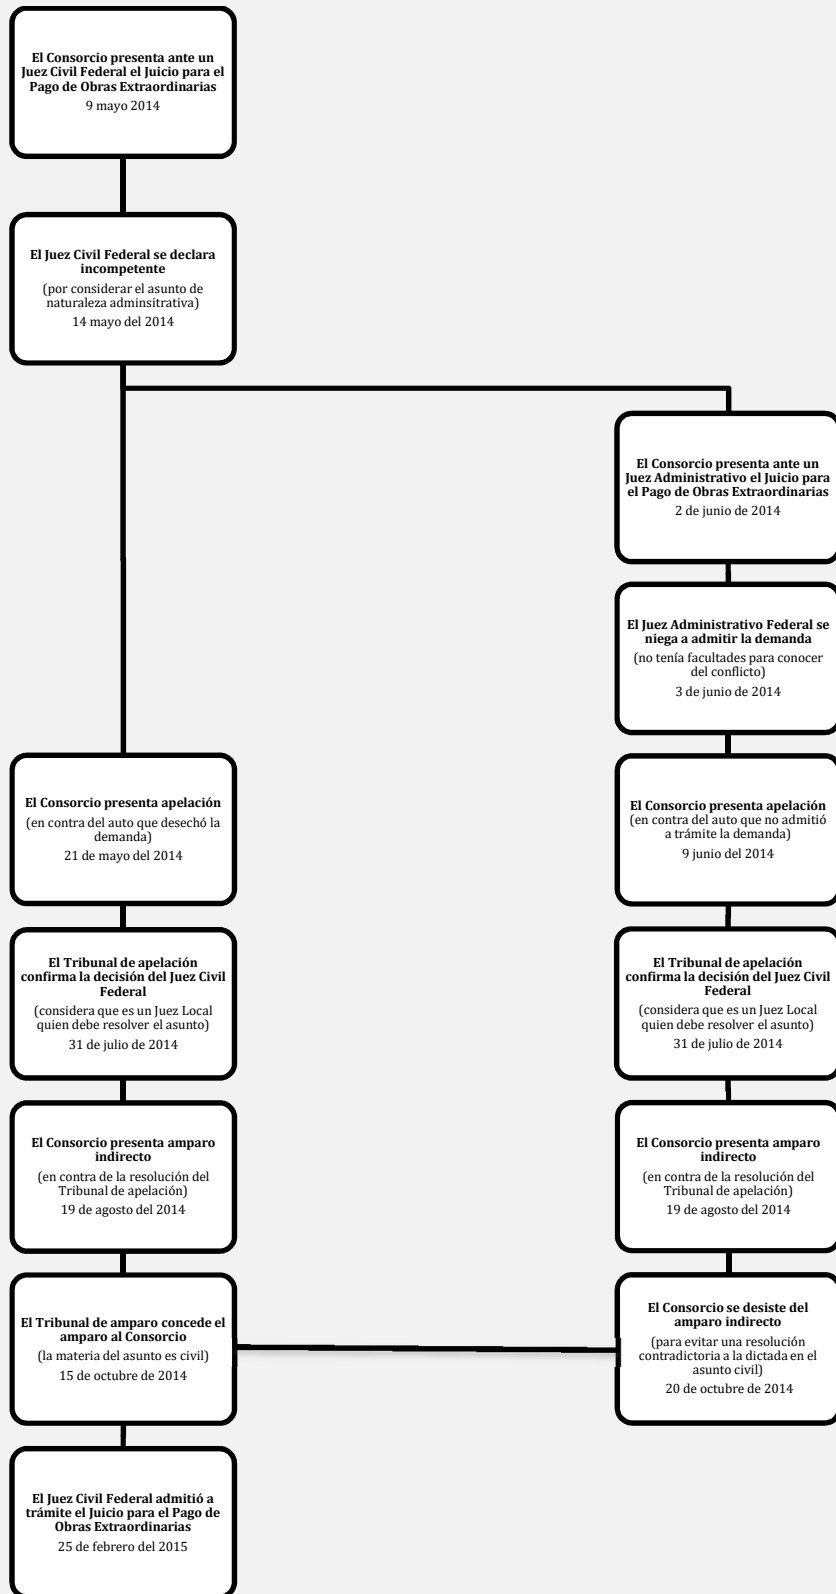 El Consorcio presenta ante un
Juez Civil Federal el Juicio para el
Pago de Obras Extraordinarias
9 mayo 2014
El Juez Civil Federal se declara
incompetente
(por considerar el asunto de
naturaleza adminsitrativa)
14 mayo del 2014
El Consorcio presenta ante un
Juez Administrativo el Juicio para
el Pago de Obras Extraordinarias
2 de junio de 2014
El Juez Administrativo Federal se
niega a admitir la demanda
(no tenía facultades para conocer
del conflicto)
3 de junio de 2014
El Consorcio presenta apelación
(en contra del auto que desechó la
demanda)
21 de mayo del 2014
El Consorcio presenta apelación
(en contra del auto que no admitió
a trámite la demanda)
9 junio del 2014
El Tribunal de apelación
confirma la decisión del Juez Civil
Federal
(considera que es un Juez Local
quien debe resolver el asunto)
31 de julio de 2014
El Tribunal de apelación
confirma la decisión del Juez Civil
Federal
(considera que es un Juez Local
quien debe resolver el asunto)
31 de julio de 2014
El Consorcio presenta amparo
indirecto
(en contra de la resolución del
Tribunal de apelación)
19 de agosto del 2014
El Consorcio presenta amparo
indirecto
(en contra de la resolución del
Tribunal de apelación)
19 de agosto del 2014
El Tribunal de amparo concede el
amparo al Consorcio
(la materia del asunto es civil)
15 de octubre de 2014
El Consorcio se desiste del
amparo indirecto
(para evitar una resolución
contradictoria a la dictada en el
asunto civil)
20 de octubre de 2014
El Juez Civil Federal admitió a
trámite el Juicio para el Pago de
Obras Extraordinarias
25 de febrero del 2015